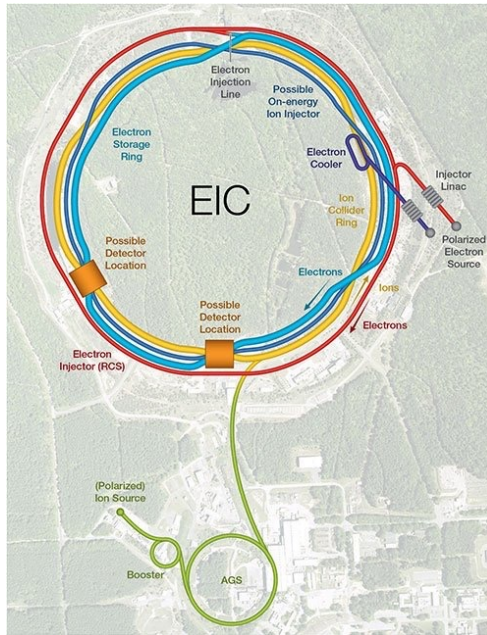 Electron
Injection
Line
Possible
On-energy
Ion Injector
Electron
Storage
Ring
Electron
Cooler
Injector
Linac
EIC
Ion
Collider
Ring
Polarized
Electron
Source
Possible
Detector
Location
Electrons
Ions
Possible
Detector
Location
Electrons
Electron
Injector (RCS)
(Polarized)
Ion Source
Booster
AGS